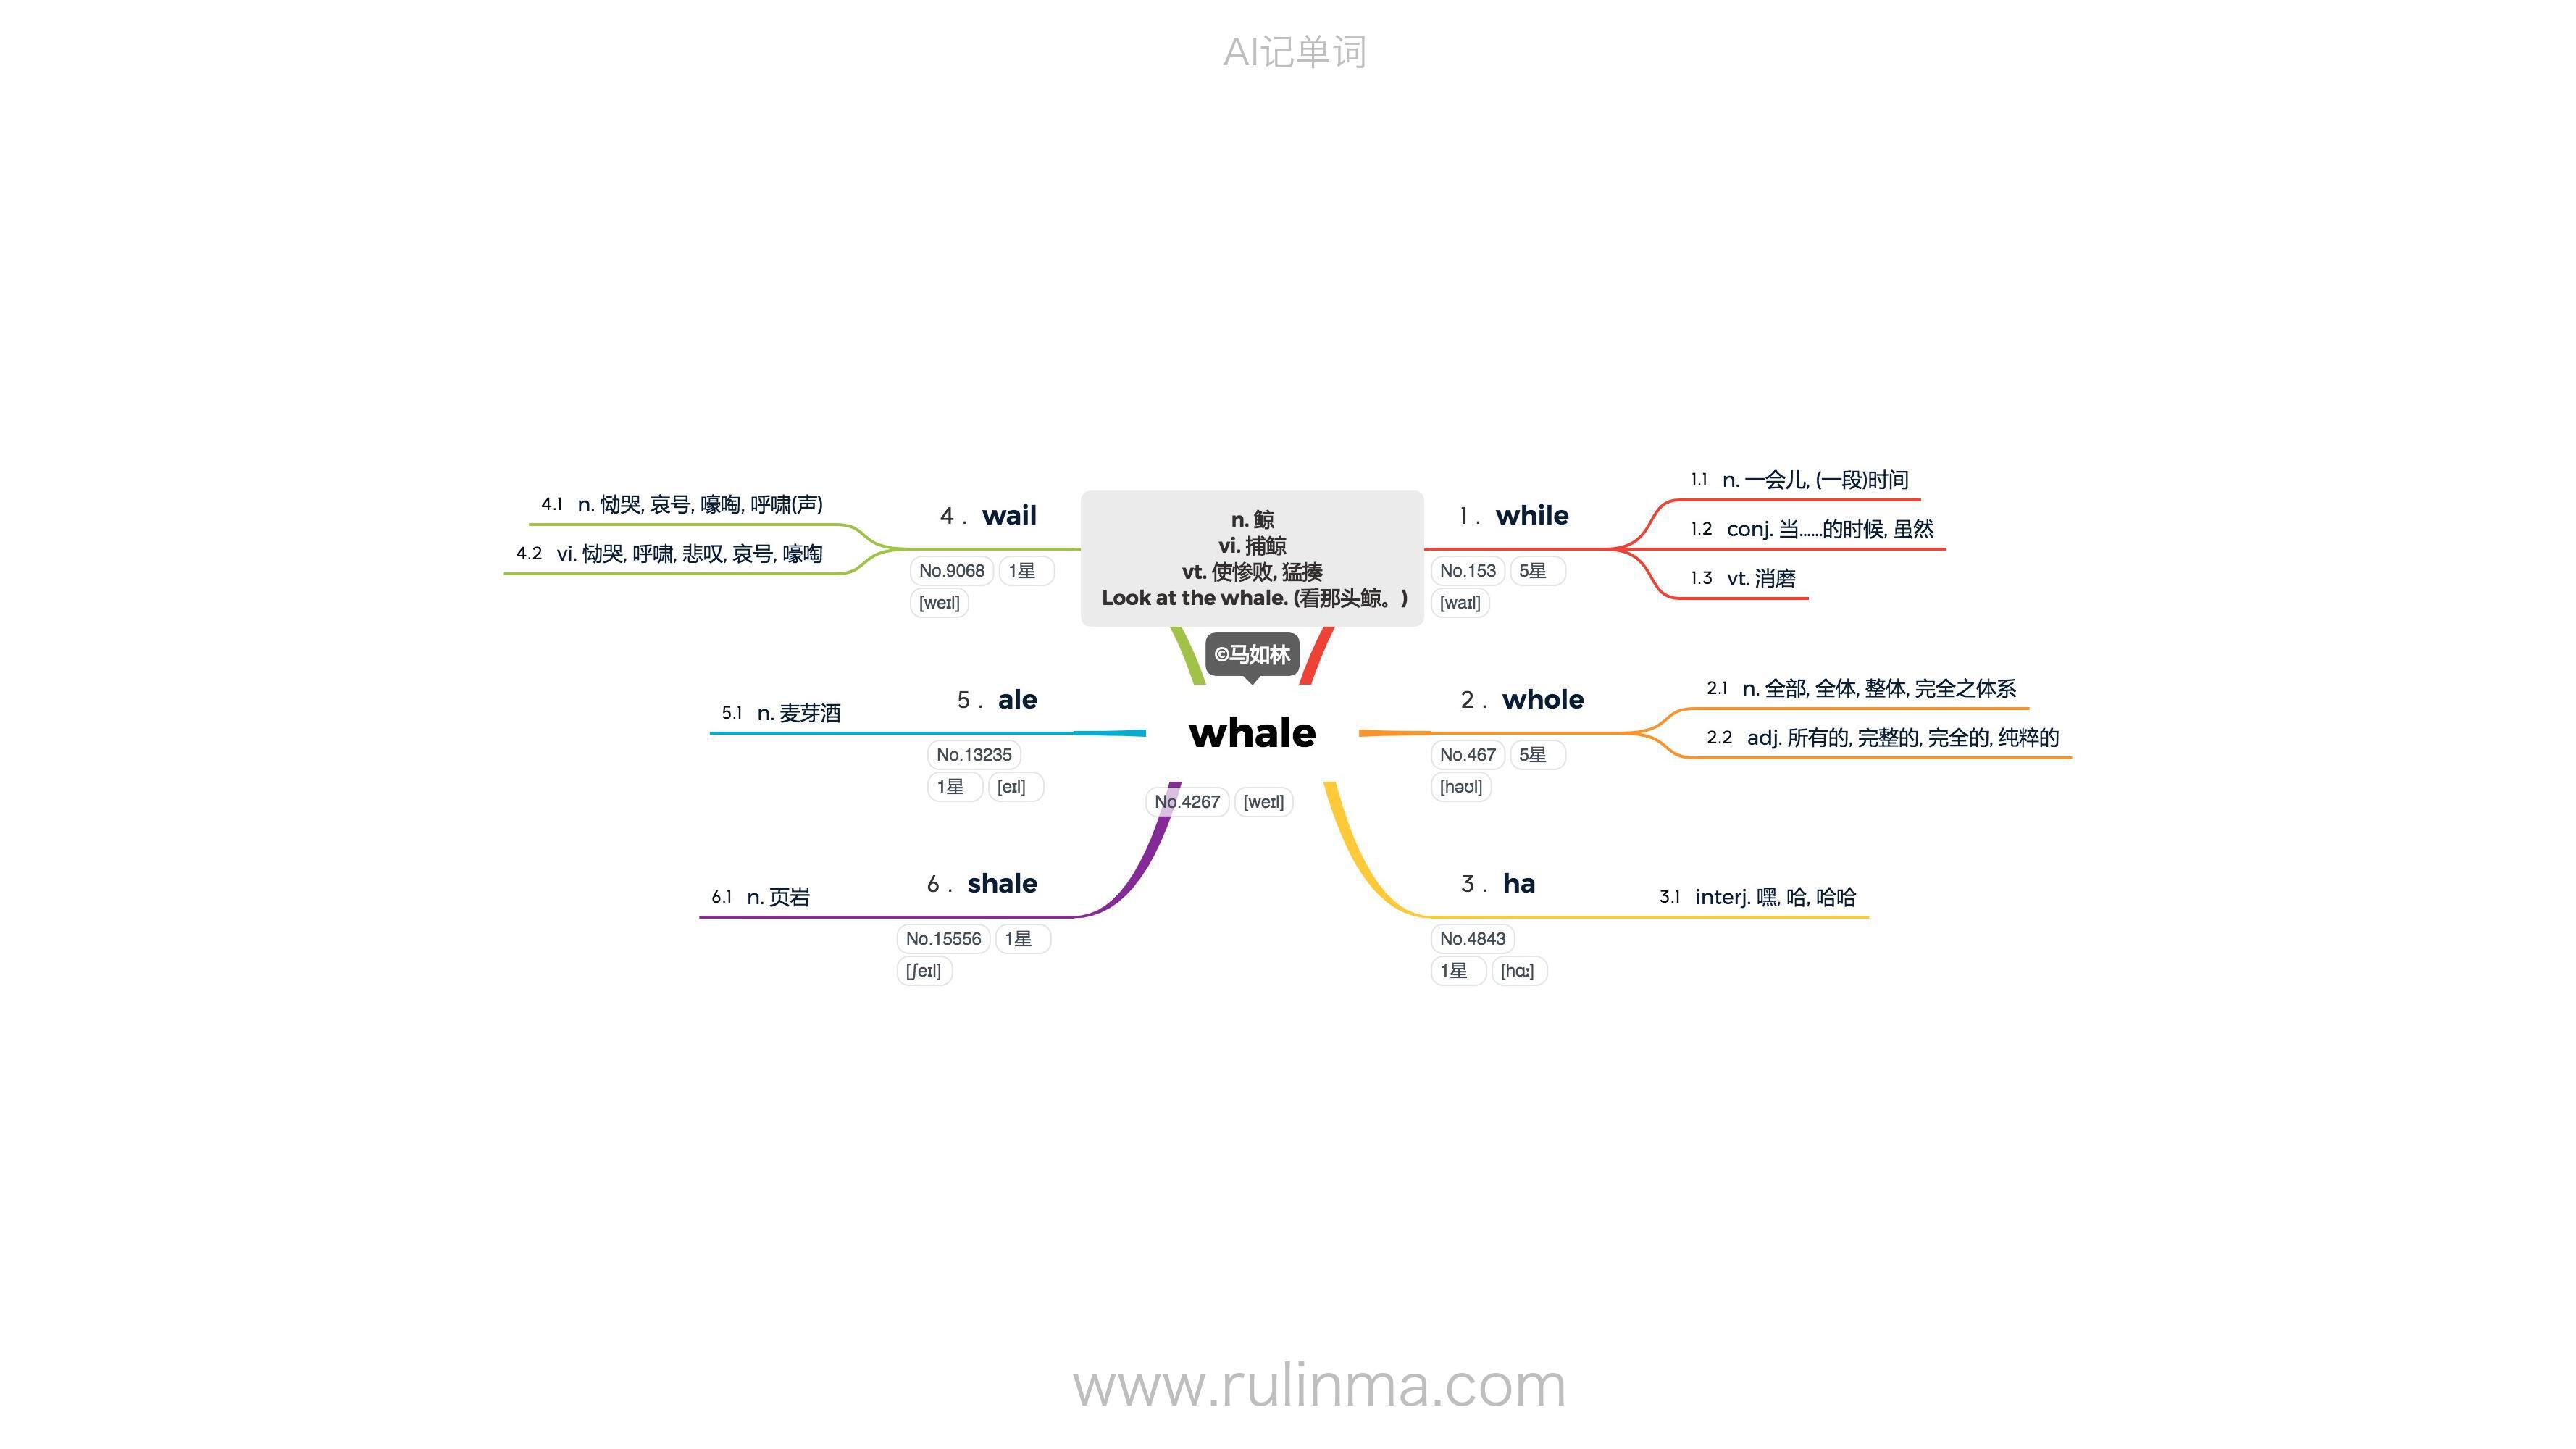 AI记单词
n. 鲸
vi. 捕鲸
vt. 使惨败, 猛揍
Look at the whale. (看那头鲸。)
©马如林
whale
No.4267 [weɪl]
1. while
No.153 5星
[waɪl]
1.1 n. 一会儿, (一段)时间
1.2 conj. 当……的时候, 虽然
1.3 vt. 消磨
2. whole
No.467 5星
[həʊl]
2.1 n. 全部, 全体, 整体, 完全之体系
2.2 adj. 所有的, 完整的, 完全的, 纯粹的
3. ha
No.4843
1星 [hɑː]
3.1 interj. 嘿, 哈, 哈哈
4. wail
No.9068 1星
[weɪl]
4.1 n. 恸哭, 哀号, 嚎啕, 呼啸(声)
4.2 vi. 恸哭, 呼啸, 悲叹, 哀号, 嚎啕
5. ale
No.13235
1星 [eɪl]
5.1 n. 麦芽酒
6. shale
No.15556 1星
[ʃeɪl]
6.1 n. 页岩
www.rulinma.com